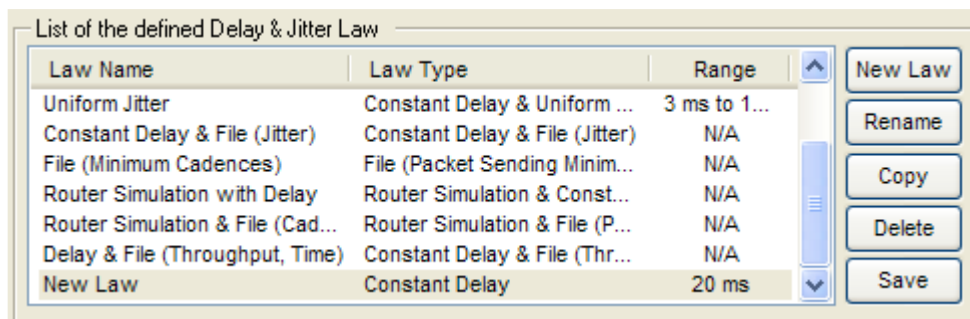 List of the defined Delay & Jitter Law
Law Name Law Type Range New Law
Uniform Jitter Constant Delay & Uniform ... 3 ms to 1...
Constant Delay & File (Jitter) Constant Delay & File (Jitter) N/A Rename
File (Minimum Cadences) File (Packet Sending Minim... N/A
Router Simulation with Delay Router Simulation & Const... N/A Copy
Router Simulation & File (Cad... Router Simulation & File (P... N/A Delete
Delay & File (Throughput, Time) Constant Delay & File (Thr... N/A
New Law Constant Delay 20 ms Save